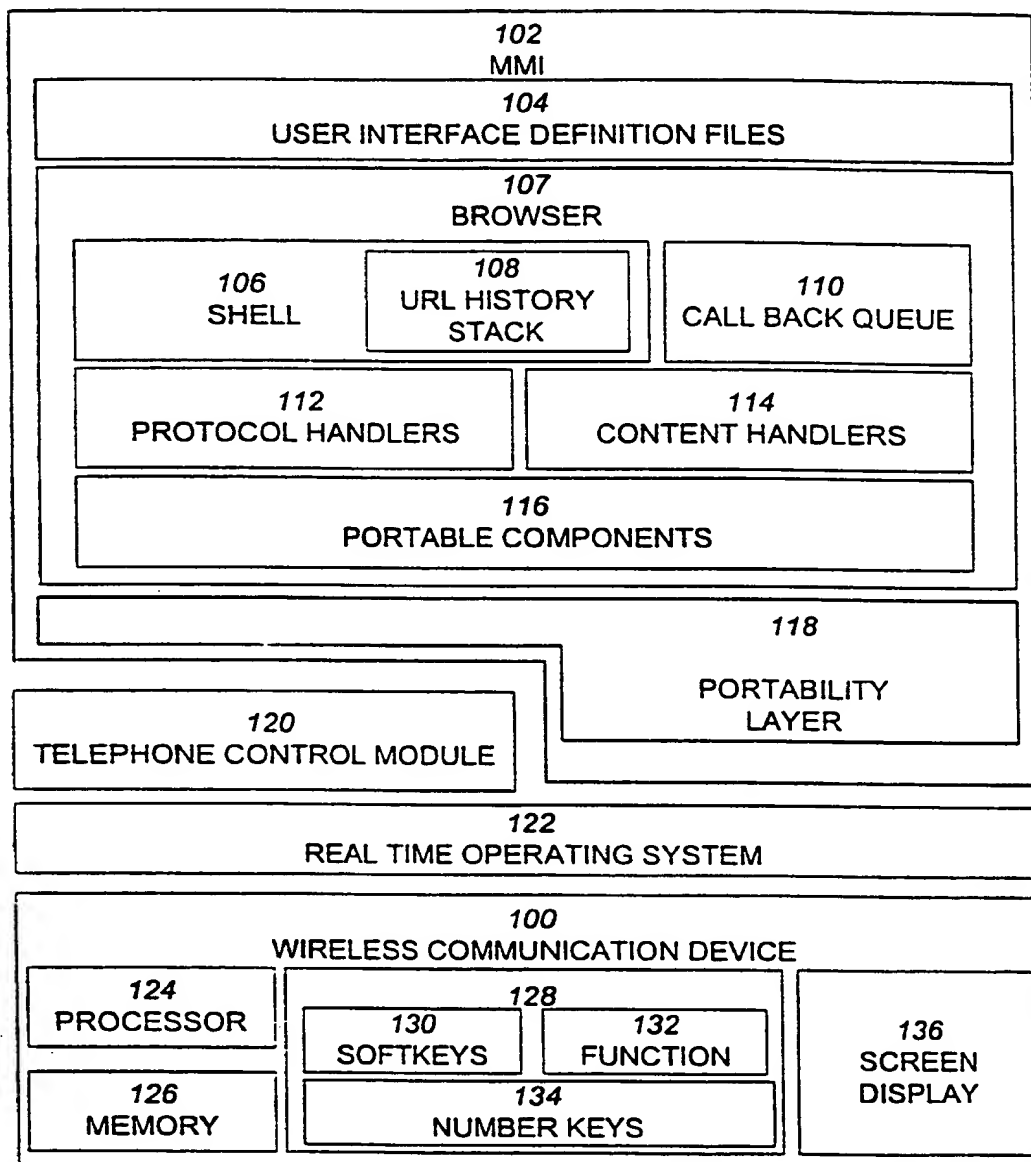 102
MMI
104
USER INTERFACE DEFINITION FILES
107
BROWSER
106
SHELL
108
URL HISTORY
STACK
110
CALL BACK QUEUE
112
PROTOCOL HANDLERS
114
CONTENT HANDLERS
116
PORTABLE COMPONENTS
118
PORTABILITY
LAYER
120
TELEPHONE CONTROL MODULE
122
REAL TIME OPERATING SYSTEM
100
WIRELESS COMMUNICATION DEVICE
124
PROCESSOR
126
MEMORY
128
130
SOFTKEYS
132
FUNCTION
134
NUMBER KEYS
136
SCREEN
DISPLAY